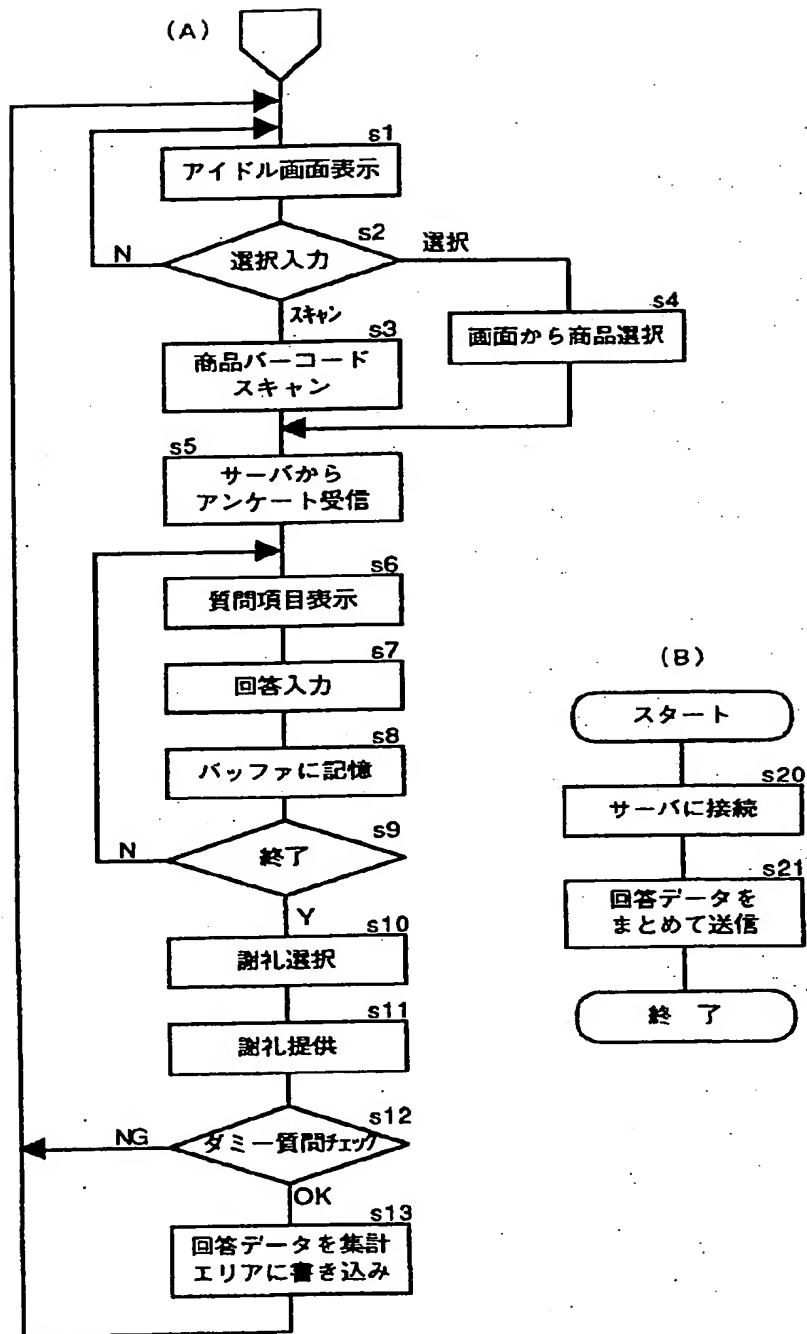 (A)
s1
アイドル画面表示
s2
選択入力
N
選択
スキャン
s3
商品バーコード
スキャン
s4
画面から商品選択
s5
サーバから
アンケート受信
s6
質問項目表示
s7
回答入力
s8
バッファに記憶
s9
終了
N
Y
s10
謝礼選択
s11
謝礼提供
s12
ダミー質問チェック
NG
OK
s13
回答データを集計
エリアに書き込み
(B)
スタート
s20
サーバに接続
s21
回答データを
まとめて送信
終了